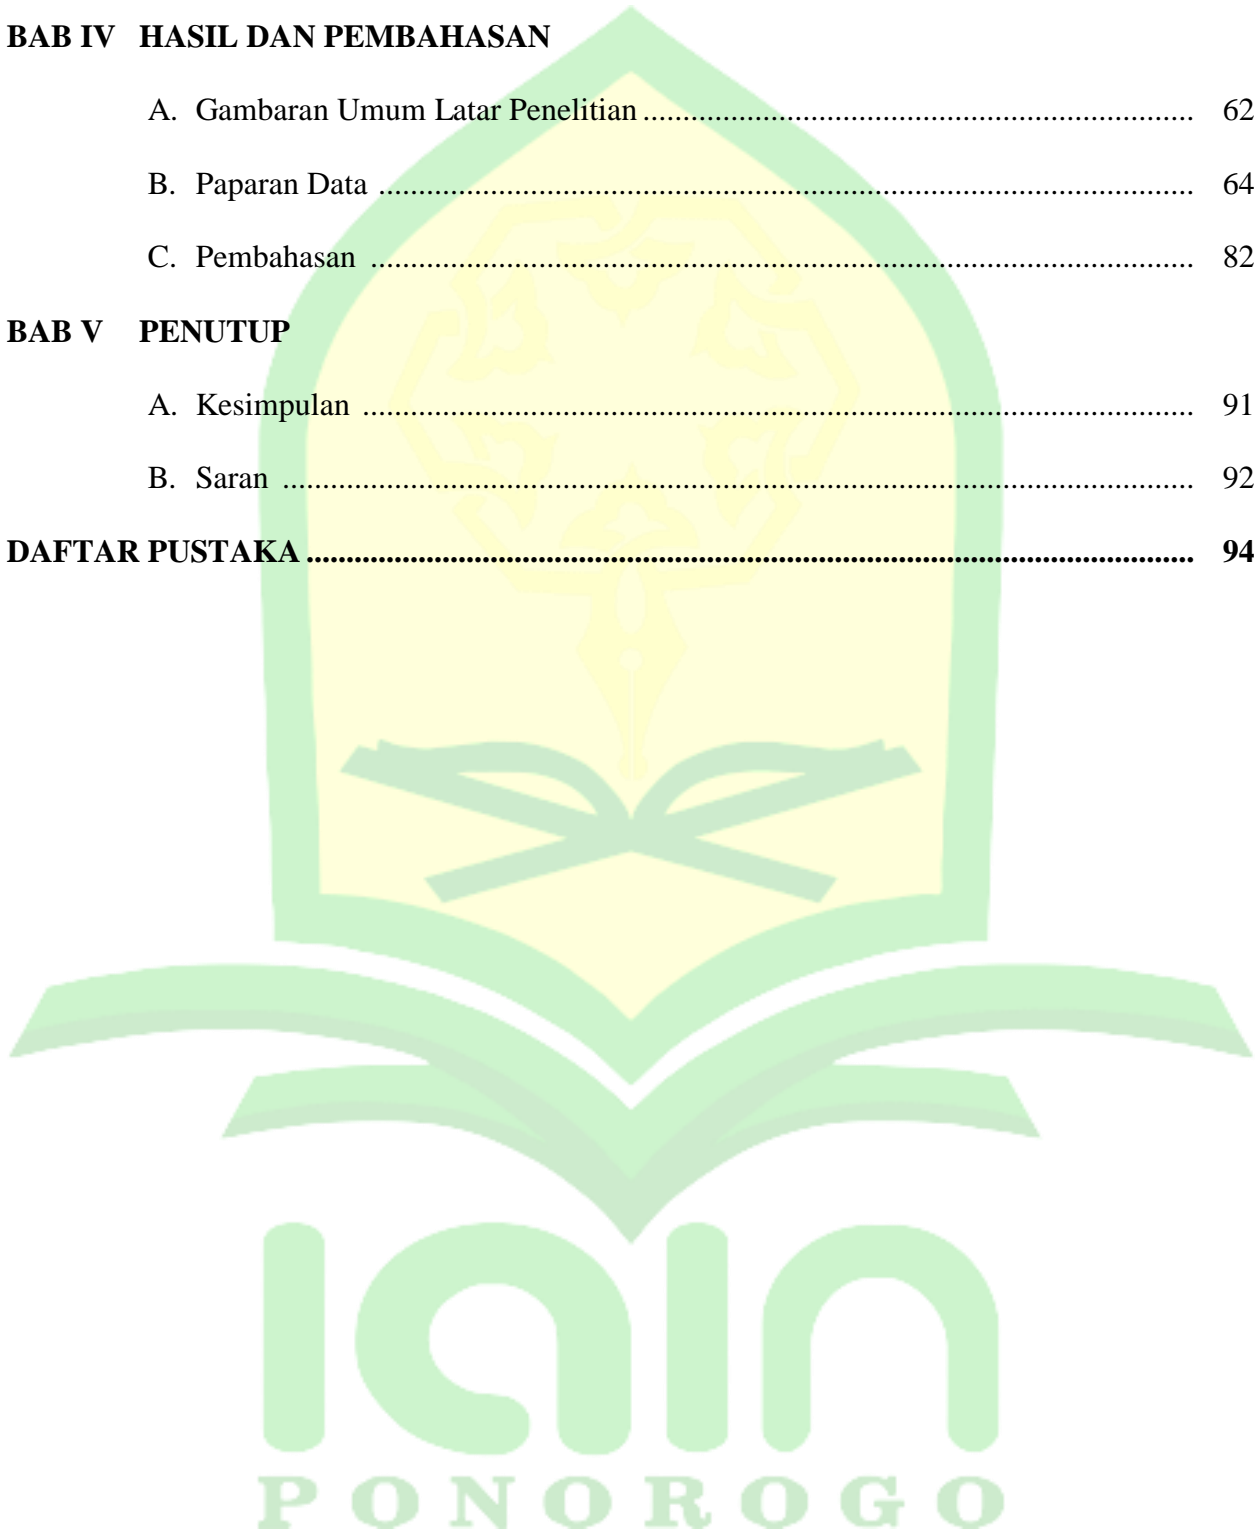 BAB IV HASIL DAN PEMBAHASAN
A. Gambaran Umum Latar Penelitian ...................................................................... 62
B. Paparan Data ........................................................................................................ 64
C. Pembahasan ......................................................................................................... 82
BAB V PENUTUP
A. Kesimpulan .......................................................................................................... 91
B. Saran .................................................................................................................... 92
DAFTAR PUSTAKA ................................................................................................................. 94
iain
PONOROGO